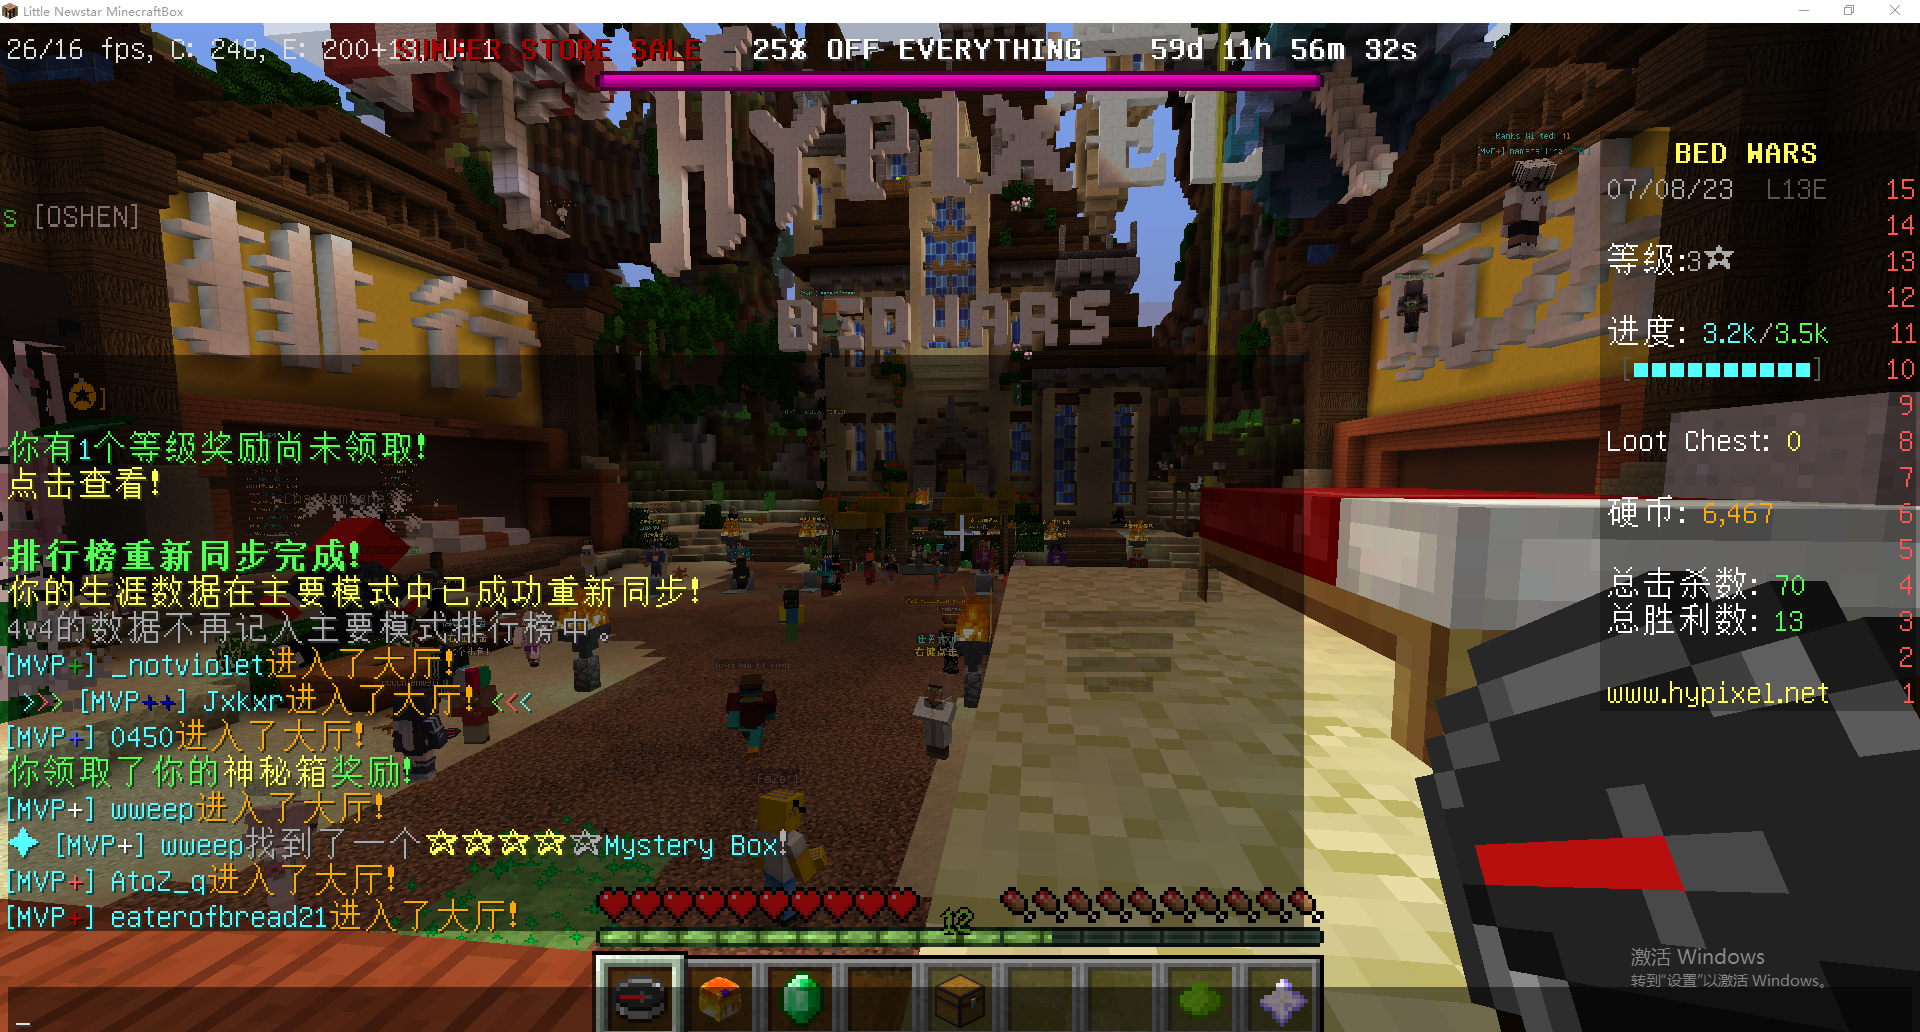 Little Newstar MinecraftBox
26/16 fps, C: 248, E: 200+18, U: 1
SUMMER STORE SALE 25% OFF EVERYTHING 59d 11h 56m 32s
HYPIXEL
BED WARS
排行
s [OSHEN]
BED WARS
07/08/23 L13E 15
14
等级:3☆ 13
12
进度: 3.2k/3.5k 11
[■■■■■■■■■■] 10
9
Loot Chest: 0 8
7
硬币: 6,467 6
5
总击杀数: 70 4
总胜利数: 13 3
2
www.hypixel.net 1
你有1个等级奖励尚未领取!
点击查看!
排行榜重新同步完成!
你的生涯数据在主要模式中已成功重新同步!
4v4的数据不再记入主要模式排行榜中。
[MVP+] _notviolet进入了大厅!
>>> [MVP++] Jxkxr进入了大厅! <<<
[MVP+] 0450进入了大厅!
你领取了你的神秘箱奖励!
[MVP+] wweep进入了大厅!
✦ [MVP+] wweep找到了一个☆☆☆☆☆Mystery Box!
[MVP+] AtoZ_q进入了大厅!
[MVP+] eaterofbread21进入了大厅!
右键点击
12
激活 Windows
转到“设置”以激活 Windows。